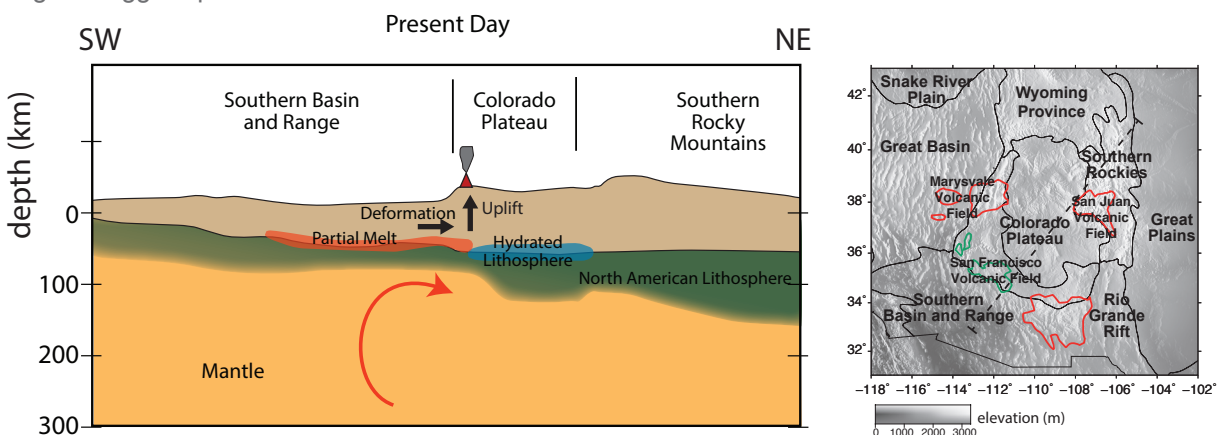 Present Day
SW
NE
Southern Basin
and Range
Colorado
Plateau
Southern
Rocky
Mountains
depth (km)
0
100
200
300
Deformation
Uplift
Partial Melt
Hydrated
Lithosphere
North American Lithosphere
Mantle
42˚
40˚
38˚
36˚
34˚
32˚
Snake River
Plain
Wyoming
Province
Great Basin
Southern
Rockies
Marysvale
Volcanic
Field
San Juan
Volcanic
Field
Colorado
Plateau
Great
Plains
San Francisco
Volcanic Field
Southern
Basin and Range
Rio
Grande
Rift
−118˚ −116˚ −114˚ −112˚ −110˚ −108˚ −106˚ −104˚ −102˚
elevation (m)
0 1000 2000 3000